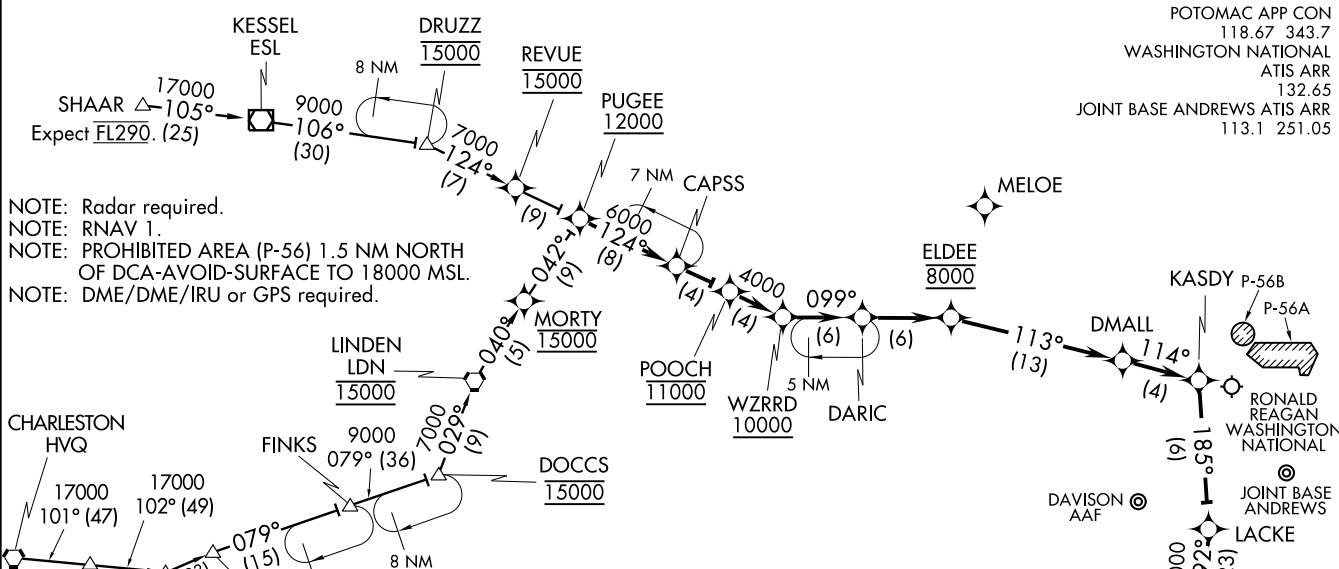 POTOMAC APP CON
118.67 343.7
WASHINGTON NATIONAL
ATIS ARR
132.65
JOINT BASE ANDREWS ATIS ARR
113.1 251.05
KESSEL
ESL
DRUZZ
15000
8 NM
REVUE
15000
PUGEE
12000
SHAAR
17000
105°
Expect FL290. (25)
9000
106°
(30)
7000
124°
(7)
(9)
6000
124°
(8)
7 NM
CAPSS
MELOE
NOTE: Radar required.
NOTE: RNAV 1.
NOTE: PROHIBITED AREA (P-56) 1.5 NM NORTH
OF DCA-AVOID-SURFACE TO 18000 MSL.
NOTE: DME/DME/IRU or GPS required.
042°
(9)
(4)
4000
(4)
099°
(6)
(6)
ELDEE
8000
KASDY
P-56B
P-56A
DMALL
113°
(13)
114°
(4)
MORTY
15000
040°
(5)
LINDEN
LDN
15000
POOCH
11000
WZRRD
10000
5 NM
DARIC
RONALD
REAGAN
WASHINGTON
NATIONAL
CHARLESTON
HVQ
FINKS
9000
079° (36)
7000
029°
(9)
DOCCS
15000
185°
(6)
17000
101° (47)
17000
102° (49)
079°
(15)
8 NM
DAVISON
AAF
JOINT BASE
ANDREWS
LACKE